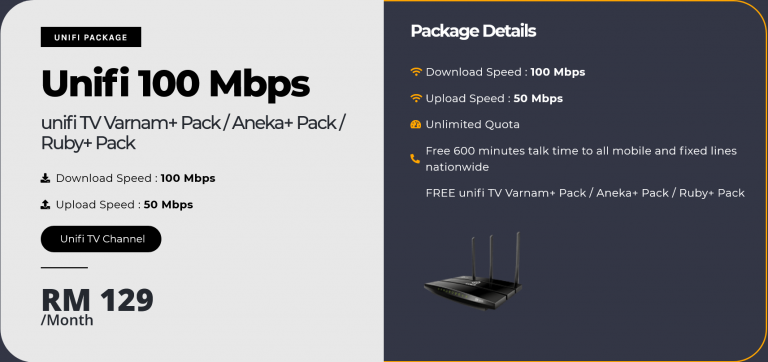 UNIFI PACKAGE
Unifi 100 Mbps
unifi TV Varnam+ Pack / Aneka+ Pack /
Ruby+ Pack
Download Speed : 100 Mbps
Upload Speed : 50 Mbps
Unifi TV Channel
RM 129
/Month
Package Details
Download Speed : 100 Mbps
Upload Speed : 50 Mbps
Unlimited Quota
Free 600 minutes talk time to all mobile and fixed lines
nationwide
FREE unifi TV Varnam+ Pack / Aneka+ Pack / Ruby+ Pack